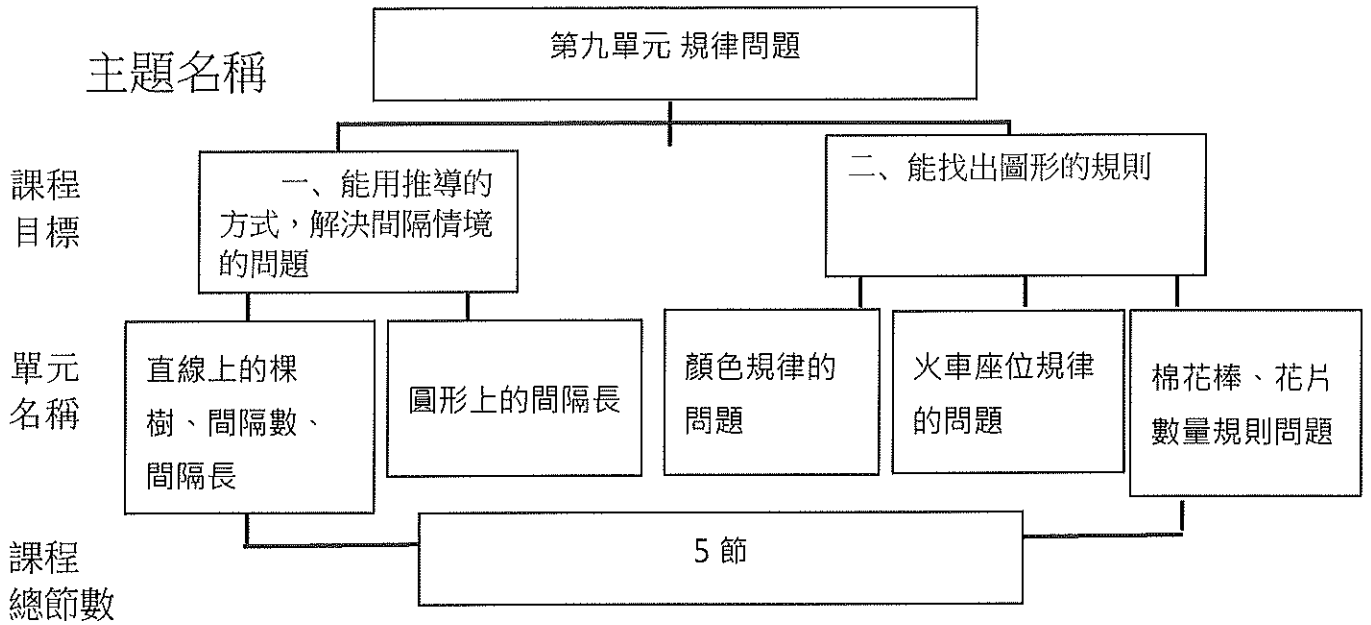 第九單元 規律問題
主題名稱
課程
目標
一、能用推導的
方式，解決間隔情境
的問題
二、能找出圖形的規則
單元
名稱
直線上的棵
樹、間隔數、
間隔長
圓形上的間隔長
顏色規律的
問題
火車座位規律
的問題
棉花棒、花片
數量規則問題
課程
總節數
5 節